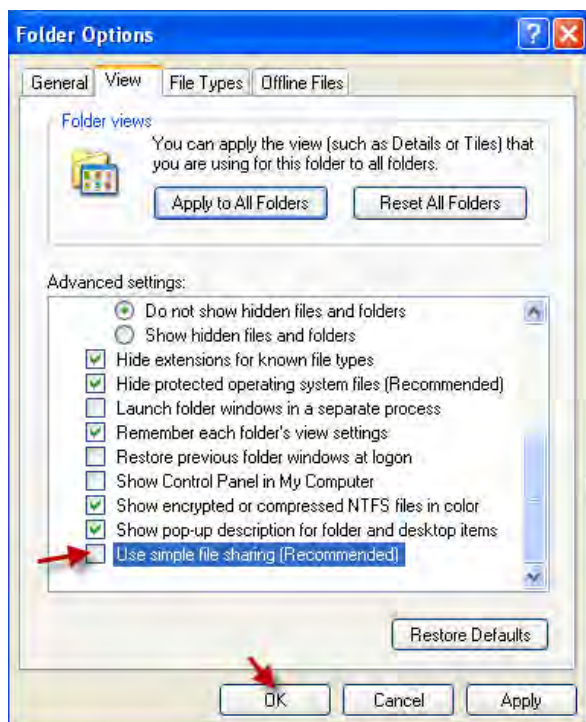 Folder Options
General View File Types Offline Files
Folder views
You can apply the view (such as Details or Tiles) that
you are using for this folder to all folders.
Apply to All Folders Reset All Folders
Advanced settings:
Do not show hidden files and folders
Show hidden files and folders
Hide extensions for known file types
Hide protected operating system files (Recommended)
Launch folder windows in a separate process
Remember each folder's view settings
Restore previous folder windows at logon
Show Control Panel in My Computer
Show encrypted or compressed NTFS files in color
Show pop-up description for folder and desktop items
Use simple file sharing (Recommended)
Restore Defaults
OK Cancel Apply